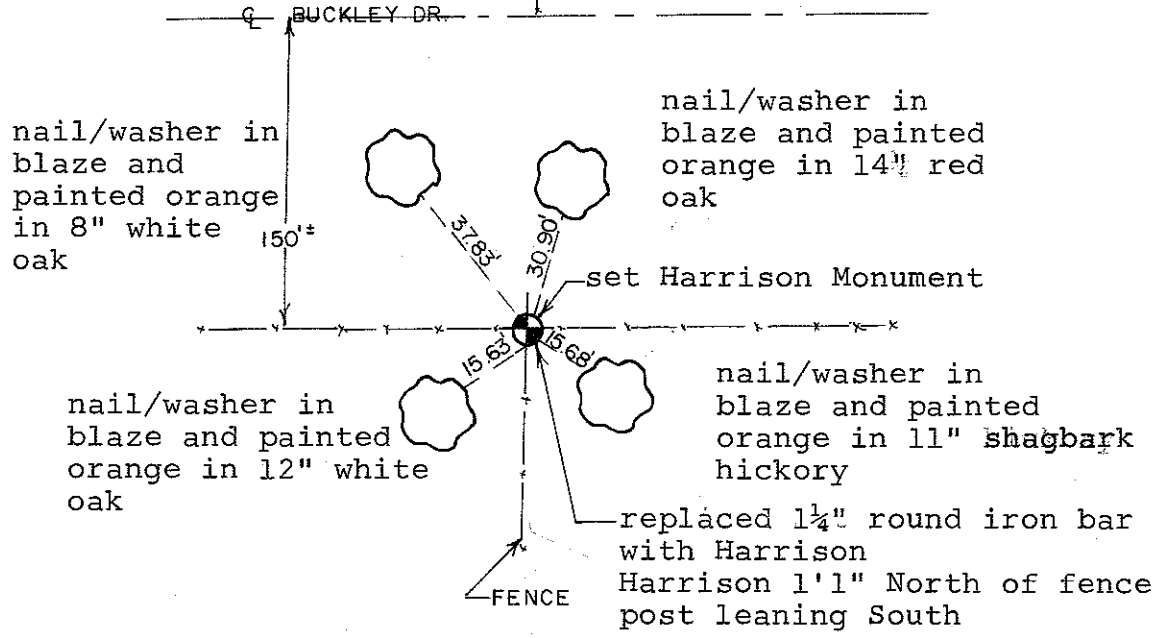 ℄ BUCKLEY DR.
nail/washer in
blaze and
painted orange
in 8" white
oak
150'±
nail/washer in
blaze and painted
orange in 14" red
oak
37.83'
30.90'
set Harrison Monument
15.63'
15.68'
nail/washer in
blaze and painted
orange in 12" white
oak
nail/washer in
blaze and painted
orange in 11" shagbark
hickory
replaced 1¼" round iron bar
with Harrison
Harrison 1'1" North of fence
post leaning South
FENCE